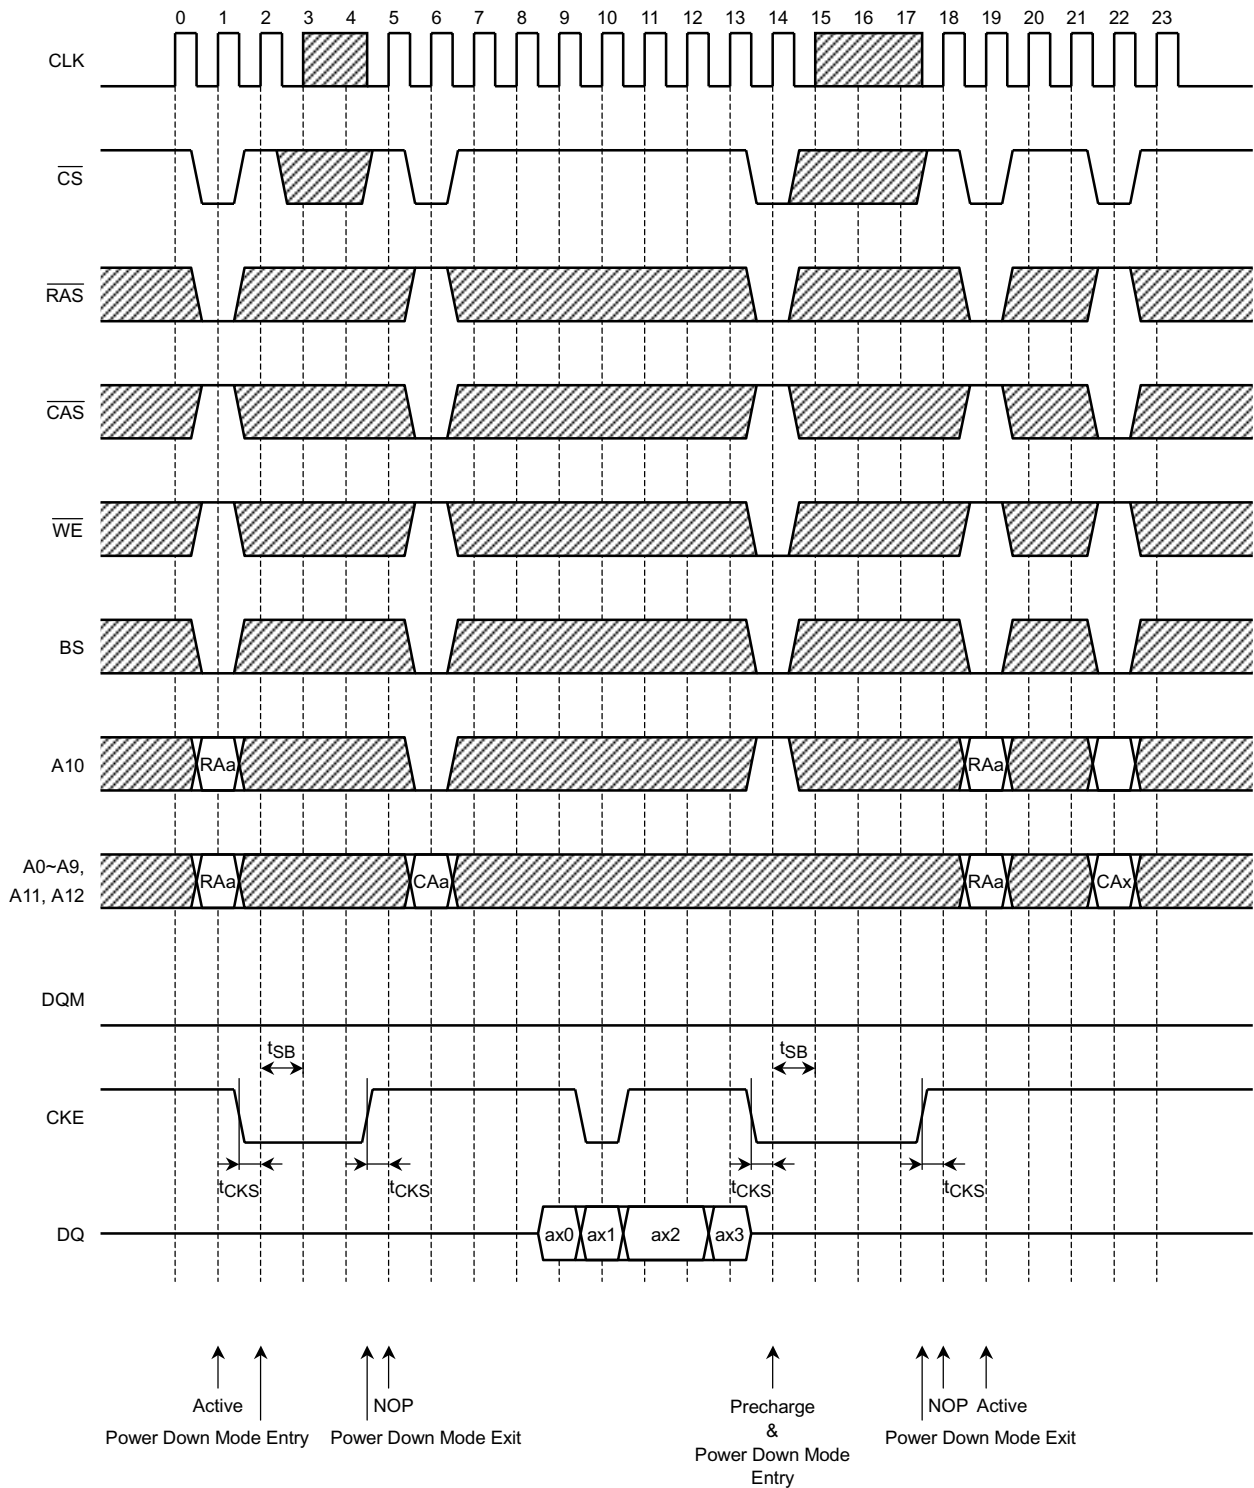 0 1 2 3 4 5 6 7 8 9 10 11 12 13 14 15 16 17 18 19 20 21 22 23
CLK
CS
RAS
CAS
WE
BS
A10 RAa RAa
A0~A9,
A11, A12
RAa CAa RAa CAx
DQM
tSB tSB
CKE
tCKS tCKS tCKS tCKS
DQ ax0 ax1 ax2 ax3
Active NOP Precharge NOP Active
Power Down Mode Entry Power Down Mode Exit & Power Down Mode Exit
Power Down Mode
Entry